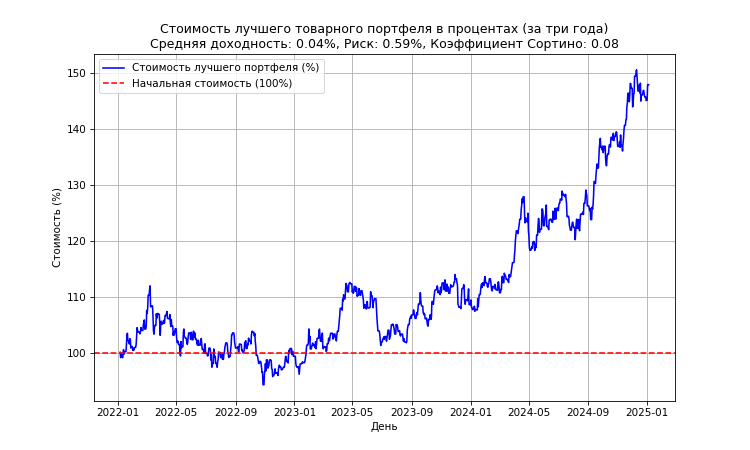 Стоимость лучшего товарного портфеля в процентах (за три года)
Средняя доходность: 0.04%, Риск: 0.59%, Коэффициент Сортино: 0.08
Стоимость лучшего портфеля (%)
Начальная стоимость (100%)
Стоимость (%)
150
140
130
120
110
100
2022-01 2022-05 2022-09 2023-01 2023-05 2023-09 2024-01 2024-05 2024-09 2025-01
День